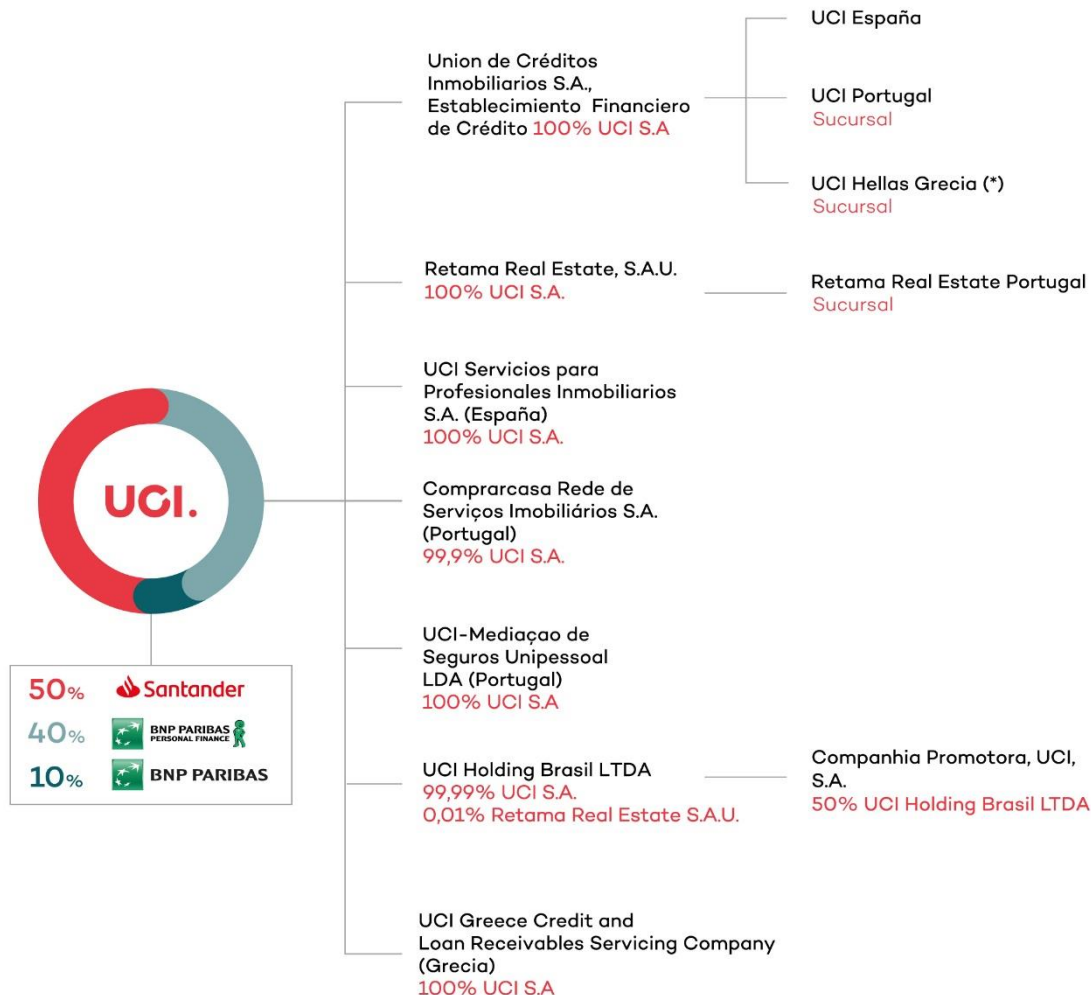 Union de Créditos
Inmobiliarios S.A.,
Establecimiento Financiero
de Crédito 100% UCI S.A
UCI España
UCI Portugal
Sucursal
UCI Hellas Grecia (*)
Sucursal
Retama Real Estate, S.A.U.
100% UCI S.A.
Retama Real Estate Portugal
Sucursal
UCI Servicios para
Profesionales Inmobiliarios
S.A. (España)
100% UCI S.A.
UCI.
Comprarcasa Rede de
Serviços Imobiliários S.A.
(Portugal)
99,9% UCI S.A.
UCI-Mediaçao de
Seguros Unipessoal
LDA (Portugal)
100% UCI S.A
50% Santander
40% BNP PARIBAS
PERSONAL FINANCE
10% BNP PARIBAS
UCI Holding Brasil LTDA
99,99% UCI S.A.
0,01% Retama Real Estate S.A.U.
Companhia Promotora, UCI,
S.A.
50% UCI Holding Brasil LTDA
UCI Greece Credit and
Loan Receivables Servicing Company
(Grecia)
100% UCI S.A